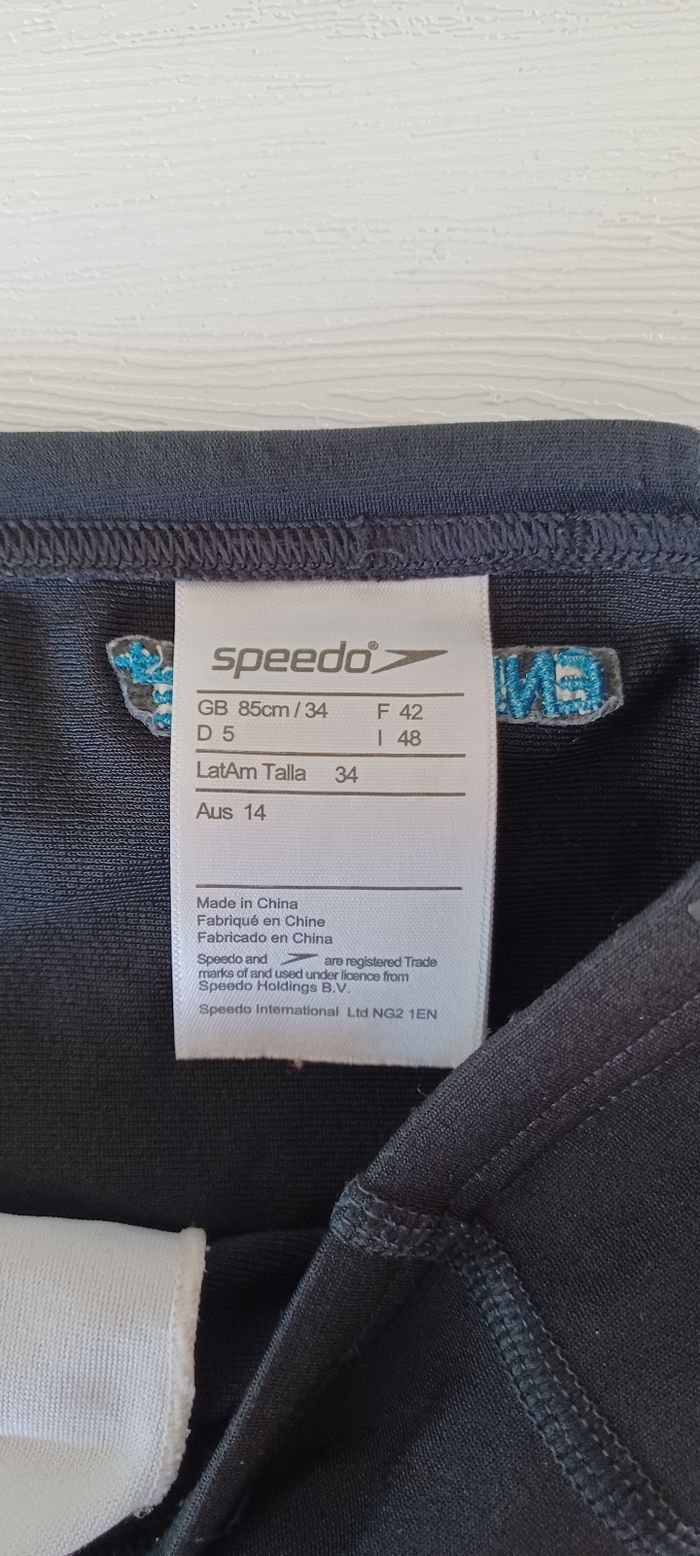 speedo®
GB 85cm / 34 F 42
D 5 I 48
LatAm Talla 34
Aus 14
Made in China
Fabriqué en Chine
Fabricado en China
Speedo and are registered Trade
marks of and used under licence from
Speedo Holdings B.V.
Speedo International Ltd NG2 1EN